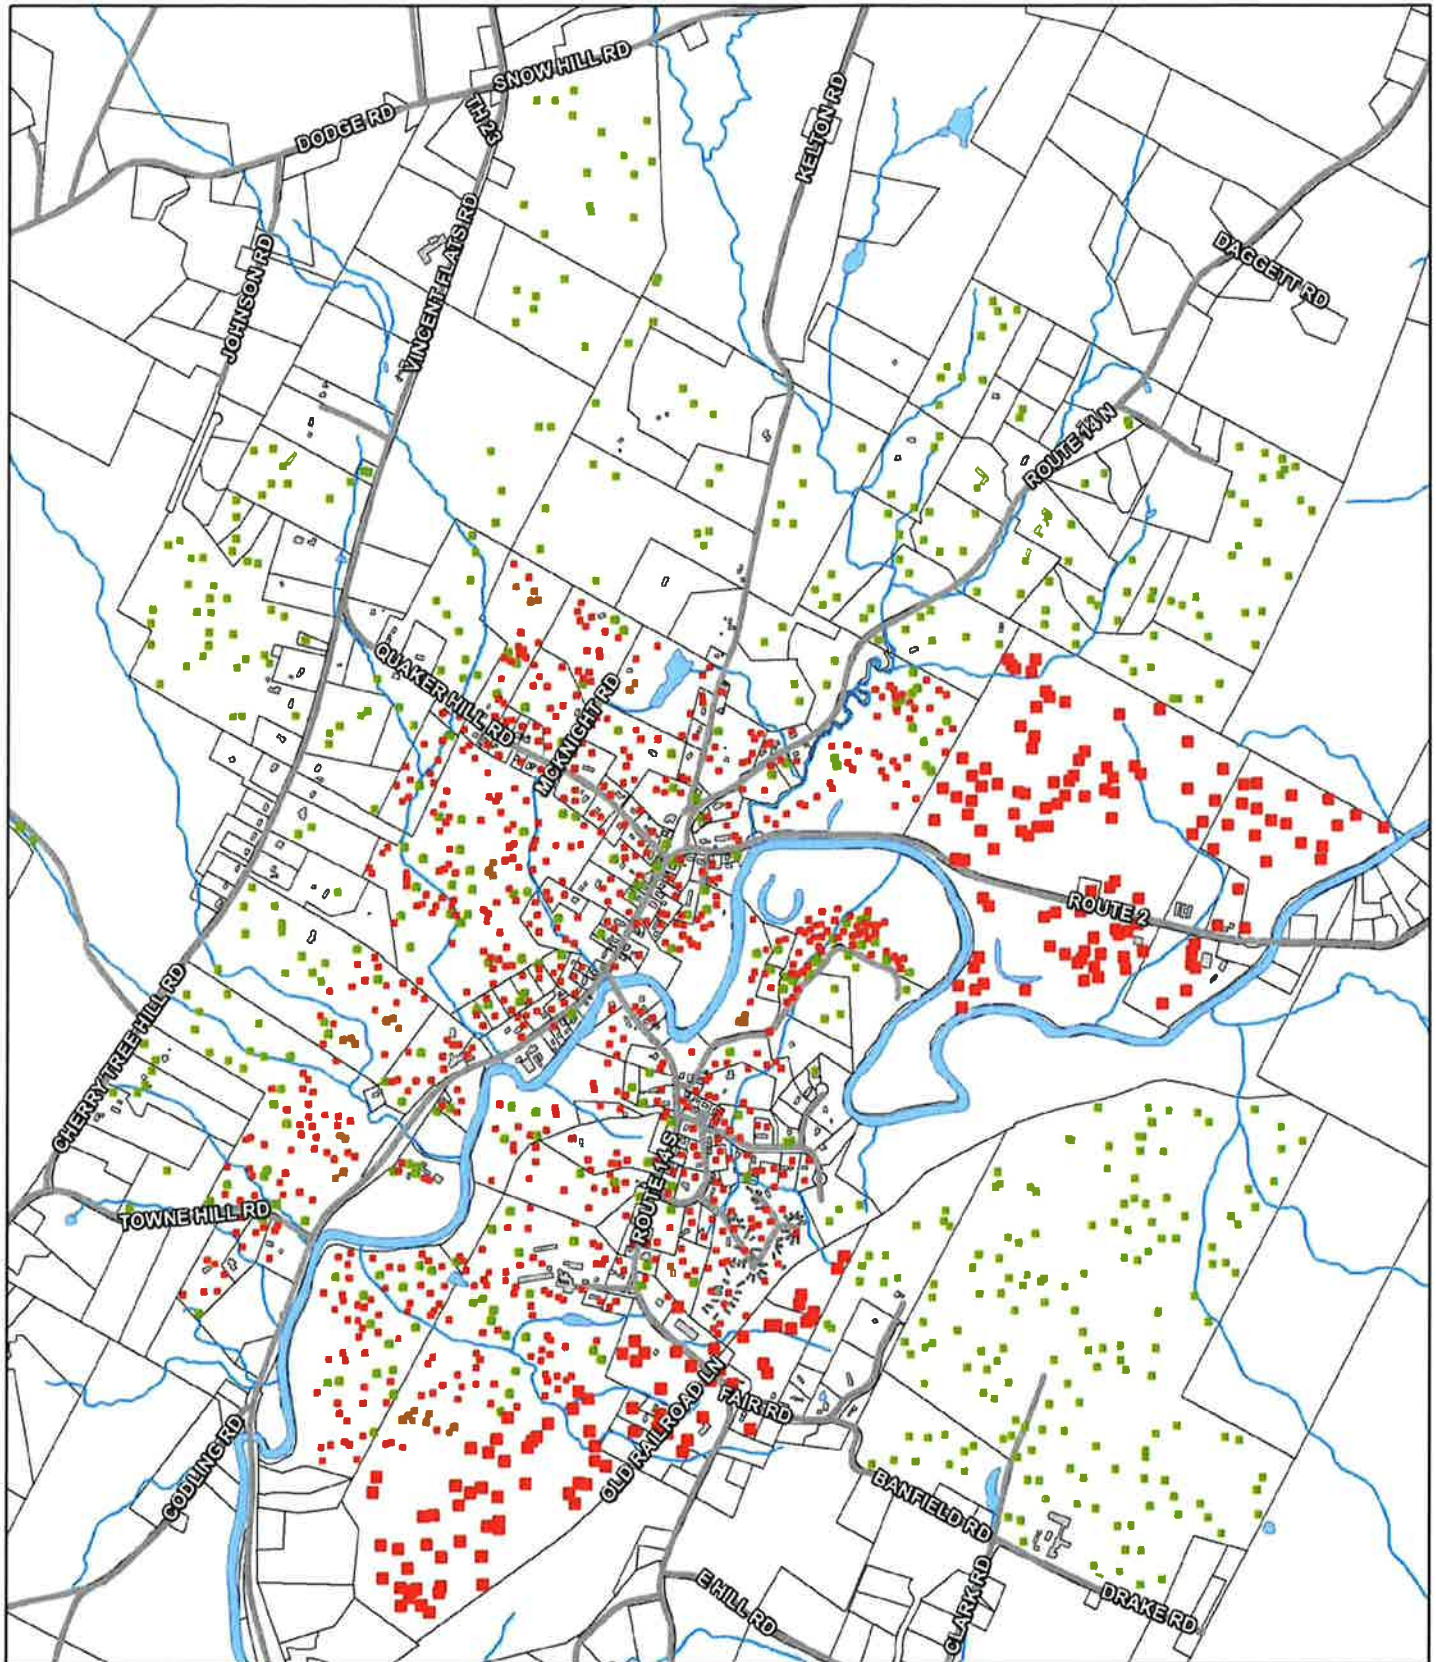 SNOW HILL RD
DODGE RD
TH 23
KELTON RD
VINCENT FLATS RD
JOHNSON RD
DAGGETT RD
ROUTE 14 N
QUAKER HILL RD
MCKNIGHT RD
ROUTE 2
CHERRY TREE HILL RD
TOWNE HILL RD
ROUTE 14 S
OLD RAILROAD LN
FAIR RD
CODLING RD
BANFIELD RD
E HILL RD
CLARK RD
DRAKE RD